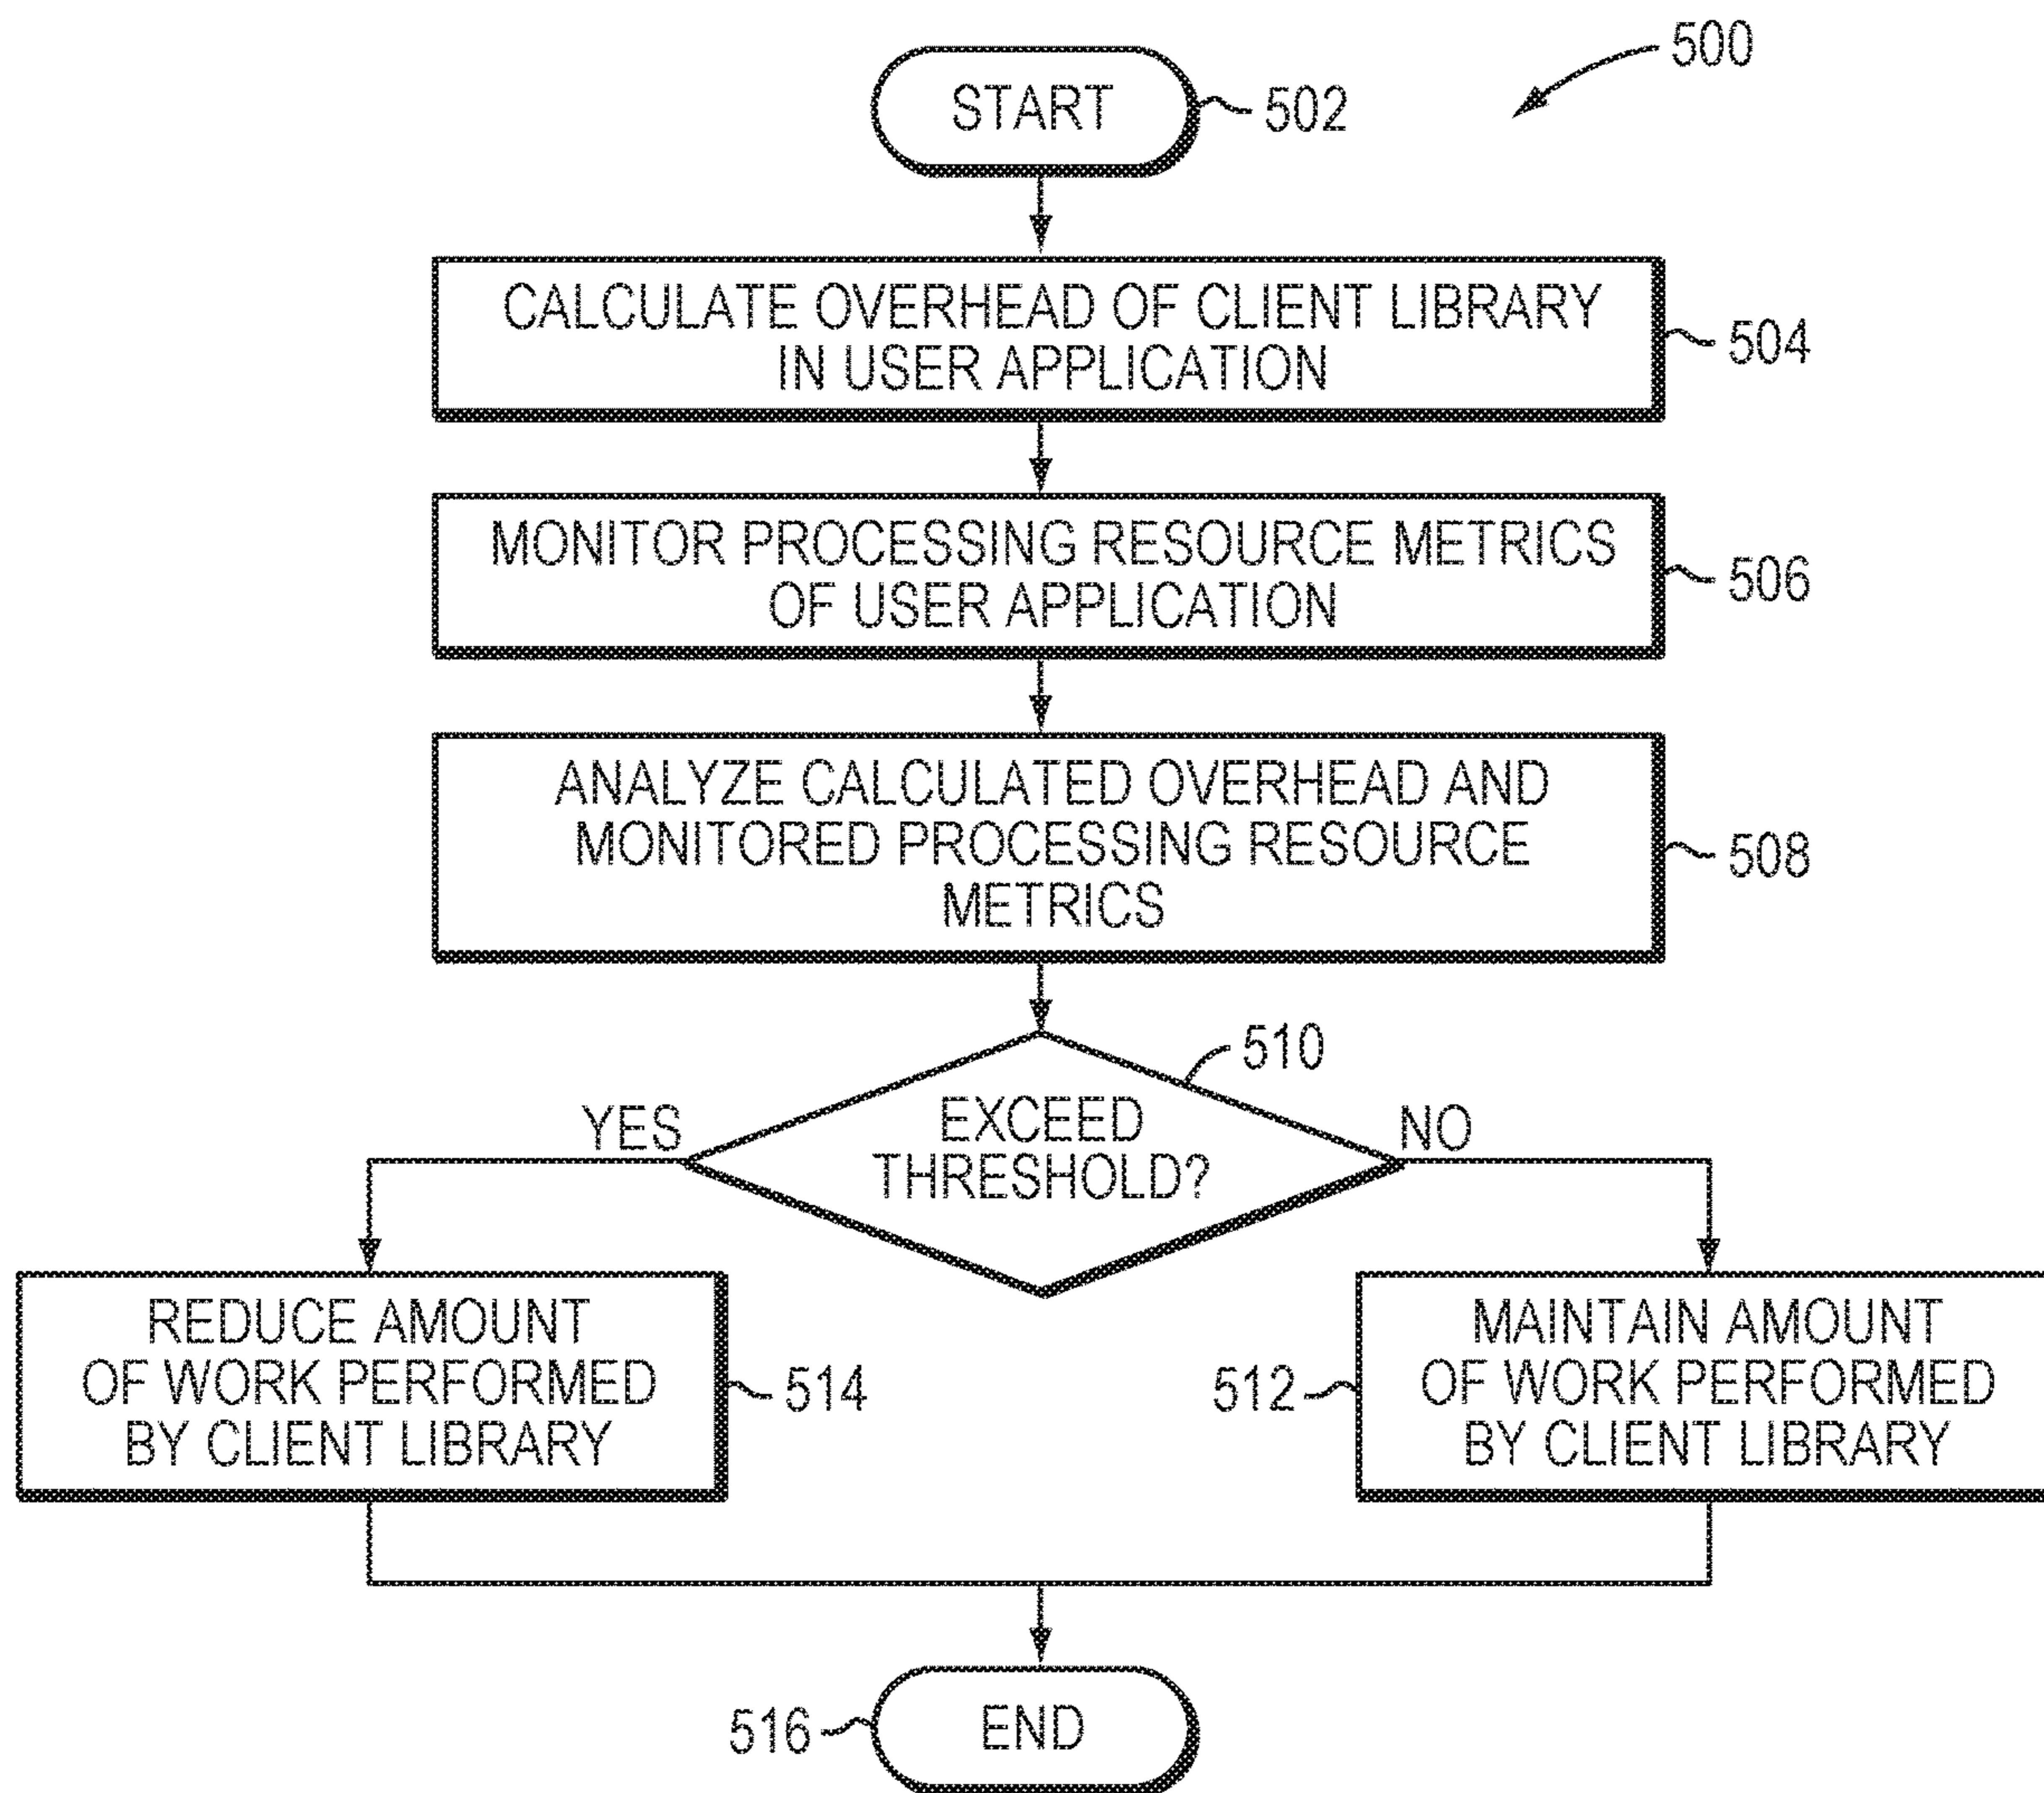 500
START
502
CALCULATE OVERHEAD OF CLIENT LIBRARY
IN USER APPLICATION
504
MONITOR PROCESSING RESOURCE METRICS
OF USER APPLICATION
506
ANALYZE CALCULATED OVERHEAD AND
MONITORED PROCESSING RESOURCE
METRICS
508
510
EXCEED
THRESHOLD?
YES
NO
REDUCE AMOUNT
OF WORK PERFORMED
BY CLIENT LIBRARY
514
512
MAINTAIN AMOUNT
OF WORK PERFORMED
BY CLIENT LIBRARY
516
END